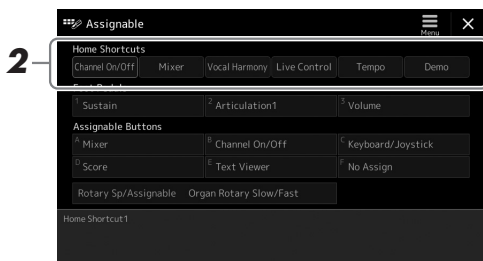 Assignable
Menu
2
Home Shortcuts
Channel On/Off Mixer Vocal Harmony Live Control Tempo Demo
1 Sustain 2 Articulation1 3 Volume
Assignable Buttons
A Mixer B Channel On/Off C Keyboard/Joystick
D Score E Text Viewer F No Assign
Rotary Sp/Assignable Organ Rotary Slow/Fast
Home Shortcut1